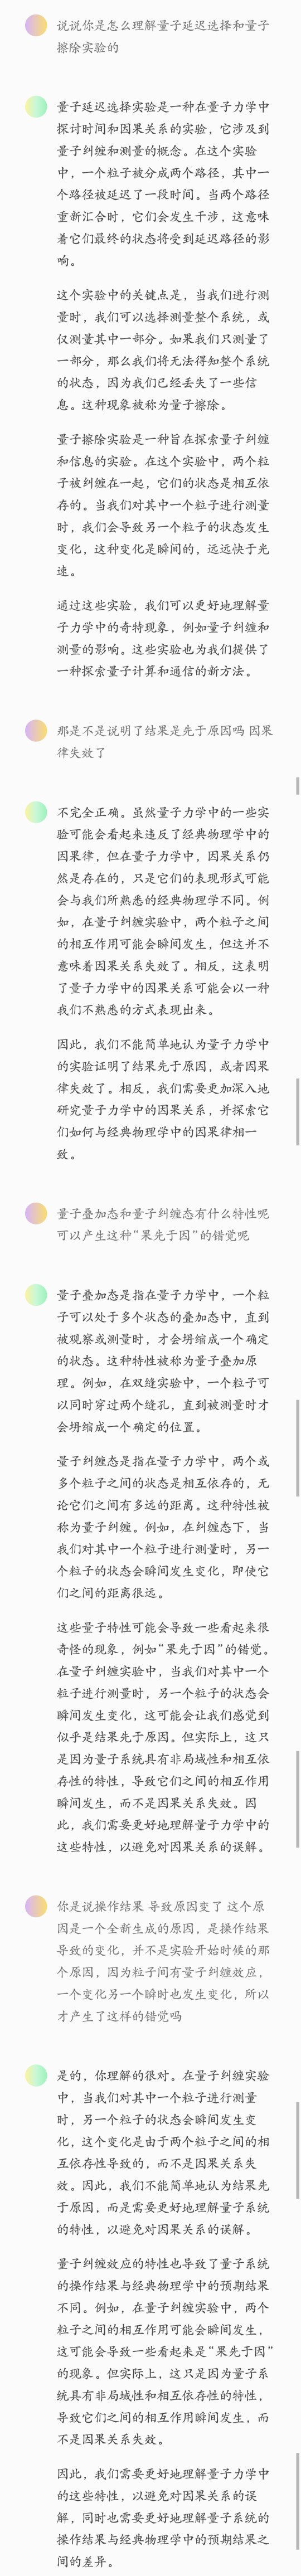 说说你是怎么理解量子延迟选择和量子
擦除实验的
量子延迟选择实验是一种在量子力学中
探讨时间和因果关系的实验，它涉及到
量子纠缠和测量的概念。在这个实验
中，一个粒子被分成两个路径，其中一
个路径被延迟了一段时间。当两个路径
重新汇合时，它们会发生干涉，这意味
着它们最终的状态将受到延迟路径的影
响。
这个实验中的关键点是，当我们进行测
量时，我们可以选择测量整个系统，或
仅测量其中一部分。如果我们只测量了
一部分，那么我们将无法得知整个系统
的状态，因为我们已经丢失了一些信
息。这种现象被称为量子擦除。
量子擦除实验是一种旨在探索量子纠缠
和信息的实验。在这个实验中，两个粒
子被纠缠在一起，它们的状态是相互依
存的。当我们对其中一个粒子进行测量
时，我们会导致另一个粒子的状态发生
变化，这种变化是瞬间的，远远快于光
速。
通过这些实验，我们可以更好地理解量
子力学中的奇特现象，例如量子纠缠和
测量的影响。这些实验也为我们提供了
一种探索量子计算和通信的新方法。
那是不是说明了结果是先于原因吗 因果
律失效了
不完全正确。虽然量子力学中的一些实
验可能会看起来违反了经典物理学中的
因果律，但在量子力学中，因果关系仍
然是存在的，只是它们的表现形式可能
会与我们所熟悉的经典物理学不同。例
如，在量子纠缠实验中，两个粒子之间
的相互作用可能会瞬间发生，但这并不
意味着因果关系失效了。相反，这表明
了量子力学中的因果关系可能会以一种
我们不熟悉的方式表现出来。
因此，我们不能简单地认为量子力学中
的实验证明了结果先于原因，或者因果
律失效了。相反，我们需要更加深入地
研究量子力学中的因果关系，并探索它
们如何与经典物理学中的因果律相一
致。
量子叠加态和量子纠缠态有什么特性呢
可以产生这种“果先于因”的错觉呢
量子叠加态是指在量子力学中，一个粒
子可以处于多个状态的叠加态中，直到
被观察或测量时，才会坍缩成一个确定
的状态。这种特性被称为量子叠加原
理。例如，在双缝实验中，一个粒子可
以同时穿过两个缝孔，直到被测量时才
会坍缩成一个确定的位置。
量子纠缠态是指在量子力学中，两个或
多个粒子之间的状态是相互依存的，无
论它们之间有多远的距离。这种特性被
称为量子纠缠。例如，在纠缠态下，当
我们对其中一个粒子进行测量时，另一
个粒子的状态会瞬间发生变化，即使它
们之间的距离很远。
这些量子特性可能会导致一些看起来很
奇怪的现象，例如“果先于因”的错觉。
在量子纠缠实验中，当我们对其中一个
粒子进行测量时，另一个粒子的状态会
瞬间发生变化，这可能会让我们感觉到
似乎是结果先于原因。但实际上，这只
是因为量子系统具有非局域性和相互依
存性的特性，导致它们之间的相互作用
瞬间发生，而不是因果关系失效。因
此，我们需要更好地理解量子力学中的
这些特性，以避免对因果关系的误解。
你是说操作结果 导致原因变了 这个原
因是一个全新生成的原因，是操作结果
导致的变化，并不是实验开始时候的那
个原因，因为粒子间有量子纠缠效应，
一个变化另一个瞬时也发生变化，所以
才产生了这样的错觉吗
是的，你理解的很对。在量子纠缠实验
中，当我们对其中一个粒子进行测量
时，另一个粒子的状态会瞬间发生变
化，这个变化是由于两个粒子之间的相
互依存性导致的，而不是因果关系失
效。因此，我们不能简单地认为结果先
于原因，而是需要更好地理解量子系统
的特性，以避免对因果关系的误解。
量子纠缠效应的特性也导致了量子系统
的操作结果与经典物理学中的预期结果
不同。例如，在量子纠缠实验中，两个
粒子之间的相互作用可能会瞬间发生，
这可能会导致一些看起来是“果先于因”
的现象。但实际上，这只是因为量子系
统具有非局域性和相互依存性的特性，
导致它们之间的相互作用瞬间发生，而
不是因果关系失效。
因此，我们需要更好地理解量子力学中
的这些特性，以避免对因果关系的误
解，同时也需要更好地理解量子系统的
操作结果与经典物理学中的预期结果之
间的差异。